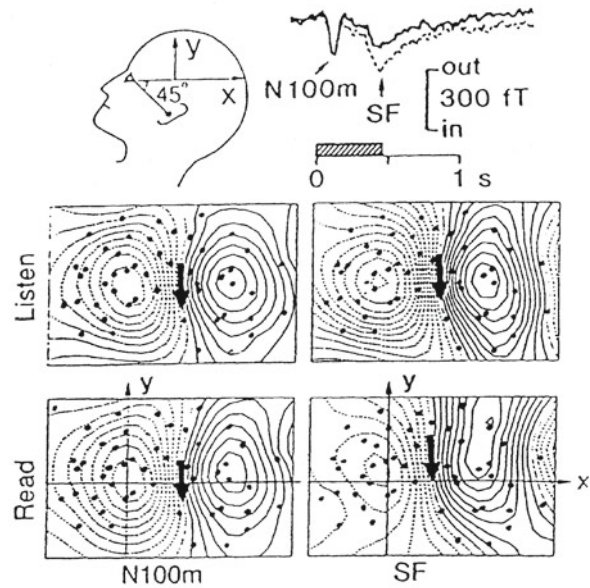 y
x
45°
N100m
SF
out
300 fT
in
0
1 s
Listen
Read
y
y
x
N100m
SF